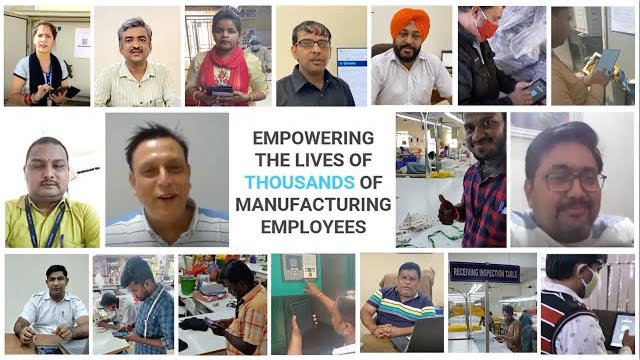 EMPOWERING
THE LIVES OF
THOUSANDS OF
MANUFACTURING
EMPLOYEES
RECEIVING INSPECTION TABLE